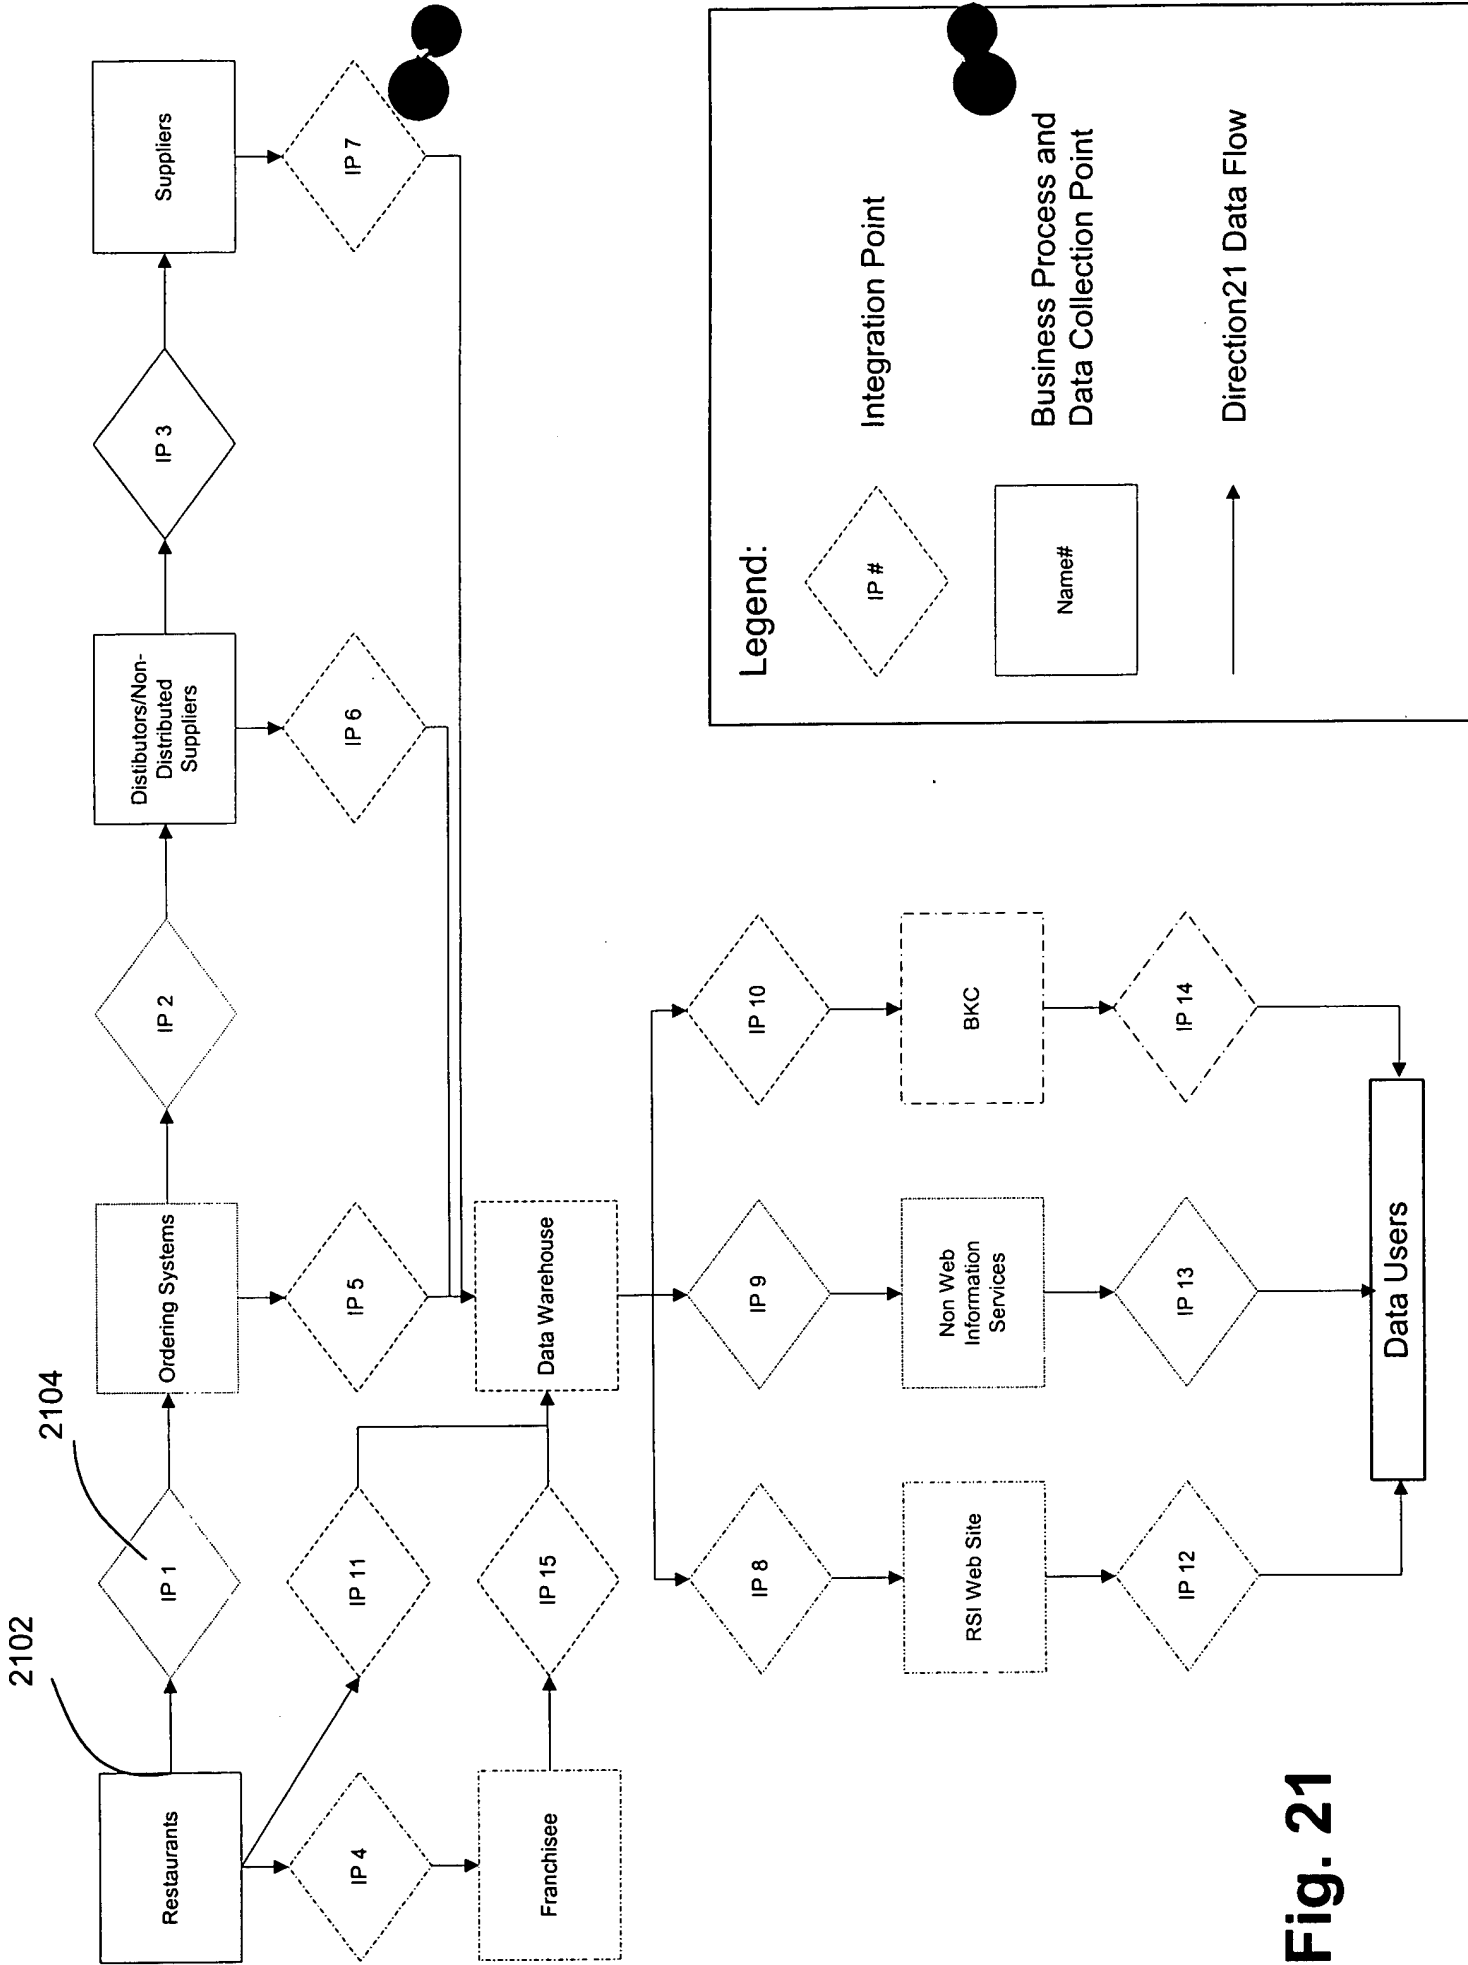 2102
2104
Restaurants
IP 1
Ordering Systems
IP 2
Distibutors/Non-
Distributed
Suppliers
IP 3
Suppliers
IP 4
IP 11
IP 5
IP 6
IP 7
Franchisee
IP 15
Data Warehouse
IP 8
IP 9
IP 10
RSI Web Site
Non Web
Information
Services
BKC
IP 12
IP 13
IP 14
Data Users
Legend:
IP #
Integration Point
Name#
Business Process and
Data Collection Point
Direction21 Data Flow
Fig. 21